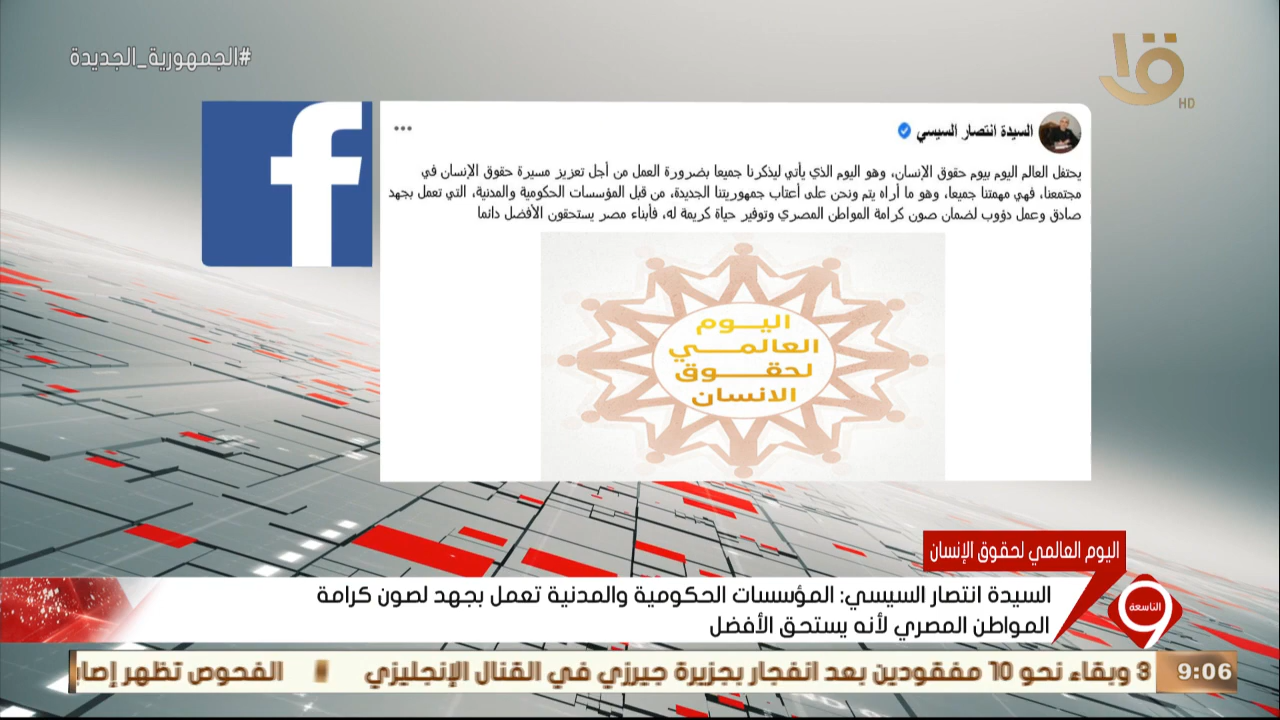 #الجمهورية_الجديدة
HD
السيدة انتصار السيسي
يحتفل العالم اليوم بيوم حقوق الإنسان، وهو اليوم الذي يأتي ليذكرنا جميعا بضرورة العمل من أجل تعزيز مسيرة حقوق الإنسان في
مجتمعنا، فهي مهمتنا جميعا، وهو ما أراه يتم ونحن على أعتاب جمهوريتنا الجديدة، من قبل المؤسسات الحكومية والمدنية، التي تعمل بجهد
صادق وعمل دؤوب لضمان صون كرامة المواطن المصري وتوفير حياة كريمة له، فأبناء مصر يستحقون الأفضل دائما
اليوم
العالمي
لحقوق
الانسان
اليوم العالمي لحقوق الإنسان
السيدة انتصار السيسي: المؤسسات الحكومية والمدنية تعمل بجهد لصون كرامة
المواطن المصري لأنه يستحق الأفضل
التاسعة
9:06
3 وبقاء نحو 10 مفقودين بعد انفجار بجزيرة جيرزي في القنال الإنجليزي
الفحوص تظهر